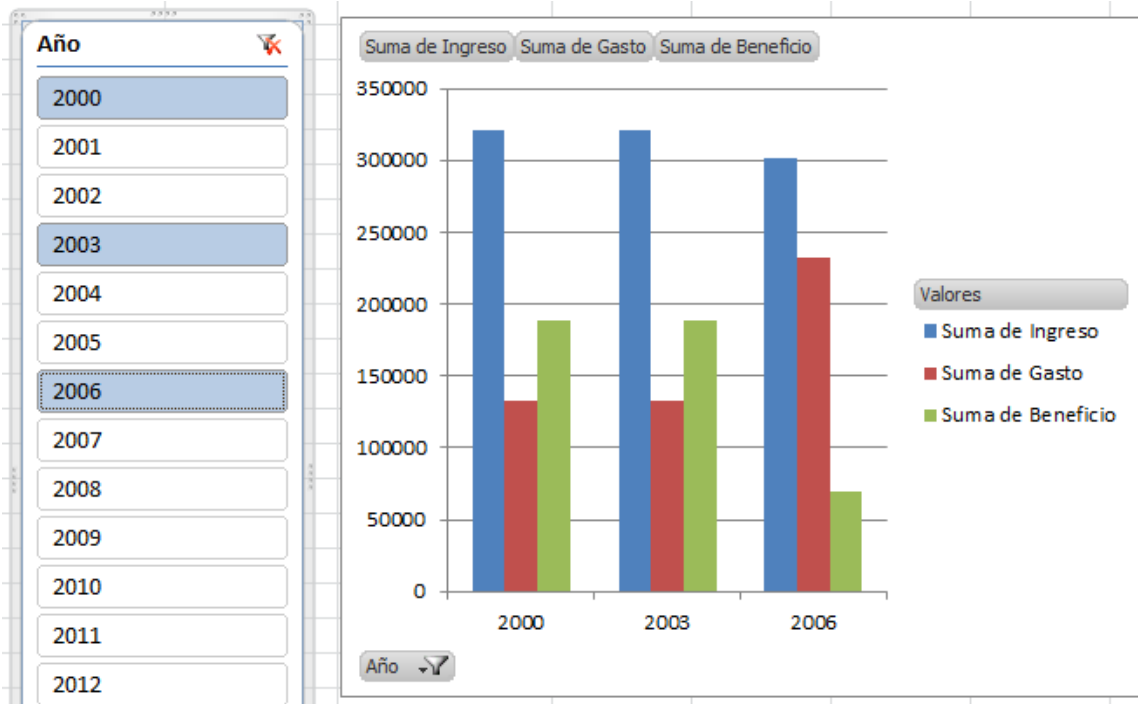 Año
2000
2001
2002
2003
2004
2005
2006
2007
2008
2009
2010
2011
2012
Suma de Ingreso Suma de Gasto Suma de Beneficio
350000
300000
250000
200000
150000
100000
50000
0
2000 2003 2006
Año
Valores
Suma de Ingreso
Suma de Gasto
Suma de Beneficio